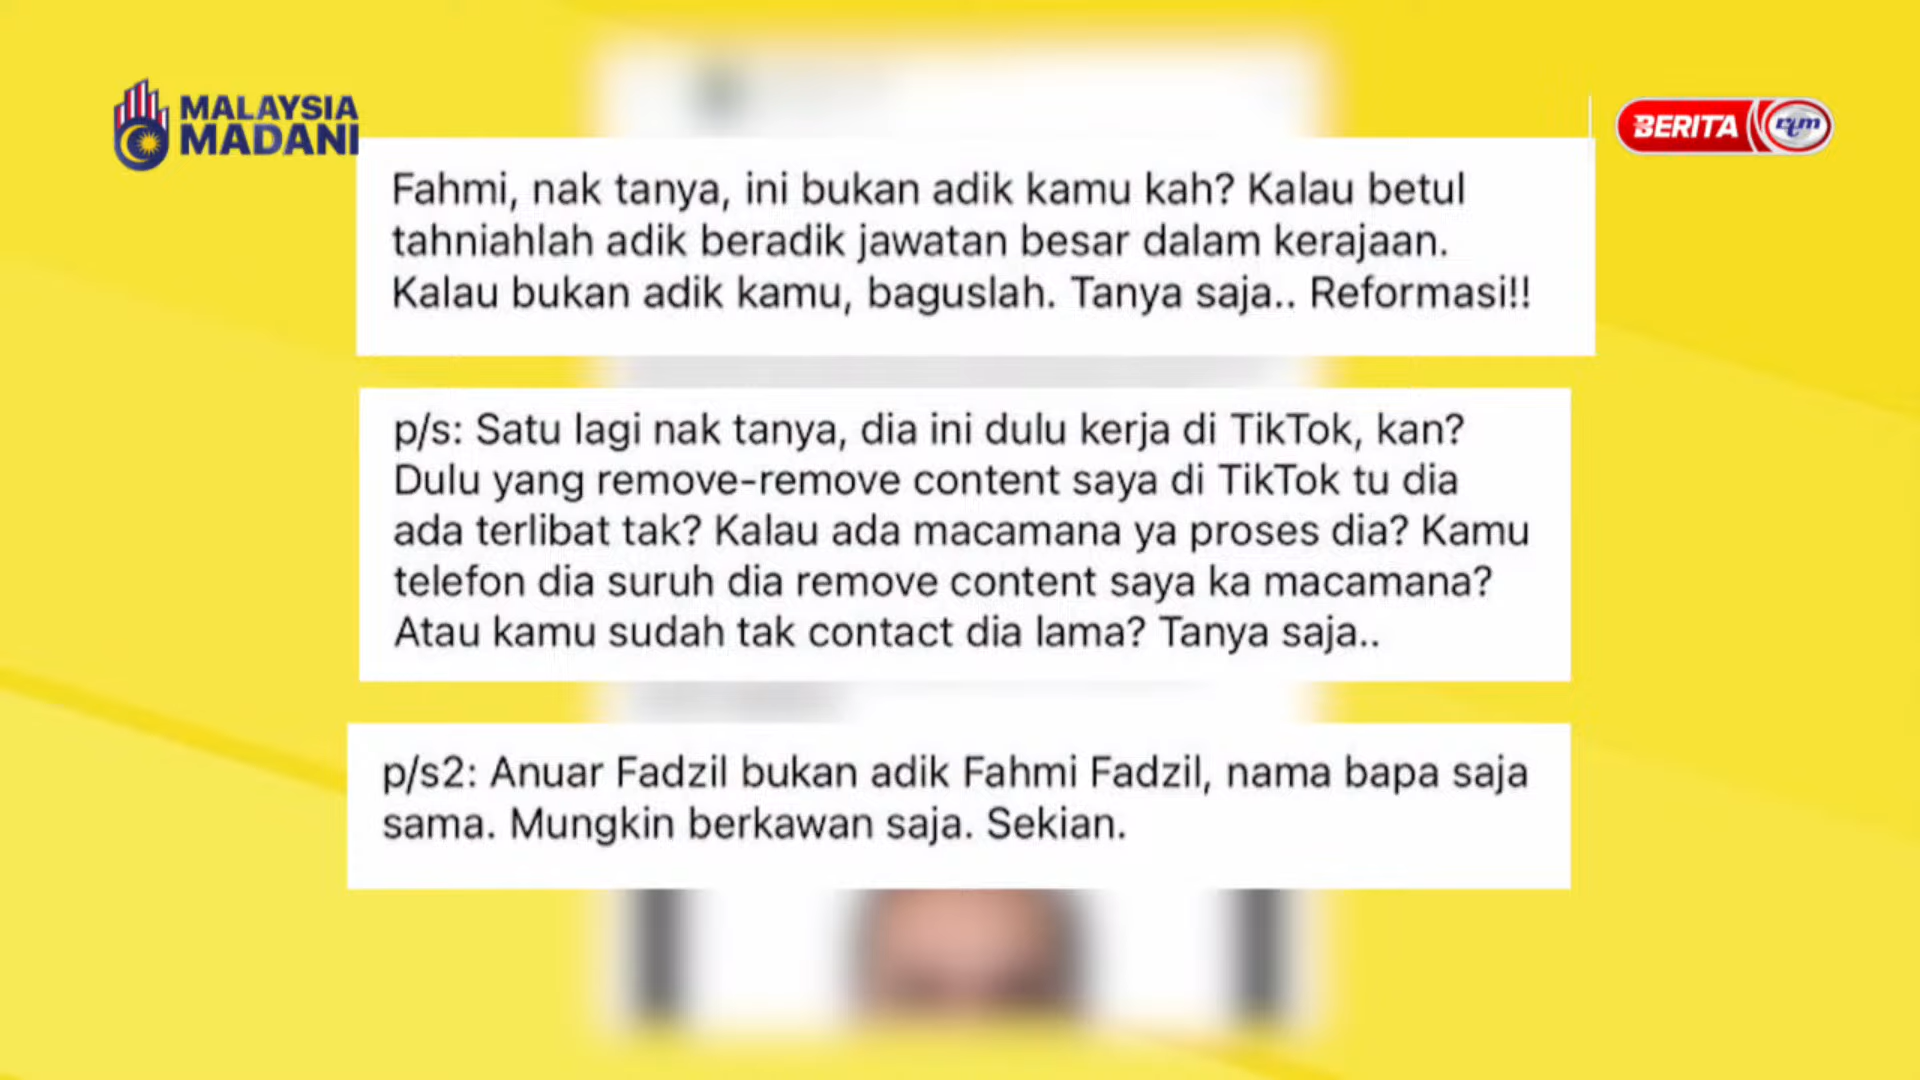 MALAYSIA
MADANI
BERITA rtm
Fahmi, nak tanya, ini bukan adik kamu kah? Kalau betul
tahniahlah adik beradik jawatan besar dalam kerajaan.
Kalau bukan adik kamu, baguslah. Tanya saja.. Reformasi!!
p/s: Satu lagi nak tanya, dia ini dulu kerja di TikTok, kan?
Dulu yang remove-remove content saya di TikTok tu dia
ada terlibat tak? Kalau ada macamana ya proses dia? Kamu
telefon dia suruh dia remove content saya ka macamana?
Atau kamu sudah tak contact dia lama? Tanya saja..
p/s2: Anuar Fadzil bukan adik Fahmi Fadzil, nama bapa saja
sama. Mungkin berkawan saja. Sekian.